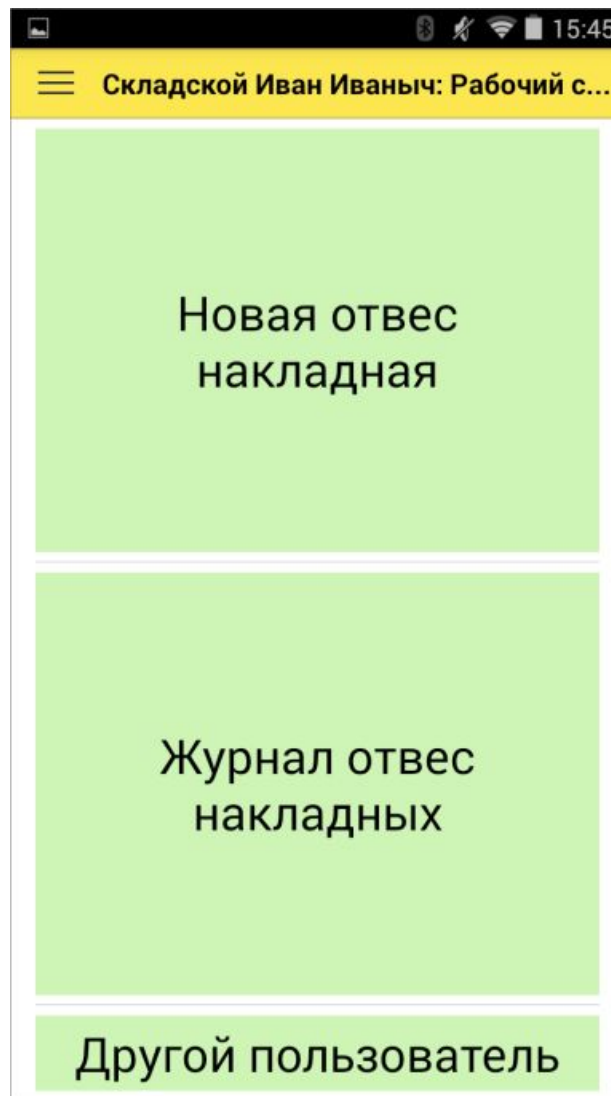 15:45
Складской Иван Иваныч: Рабочий с...
Новая отвес
накладная
Журнал отвес
накладных
Другой пользователь